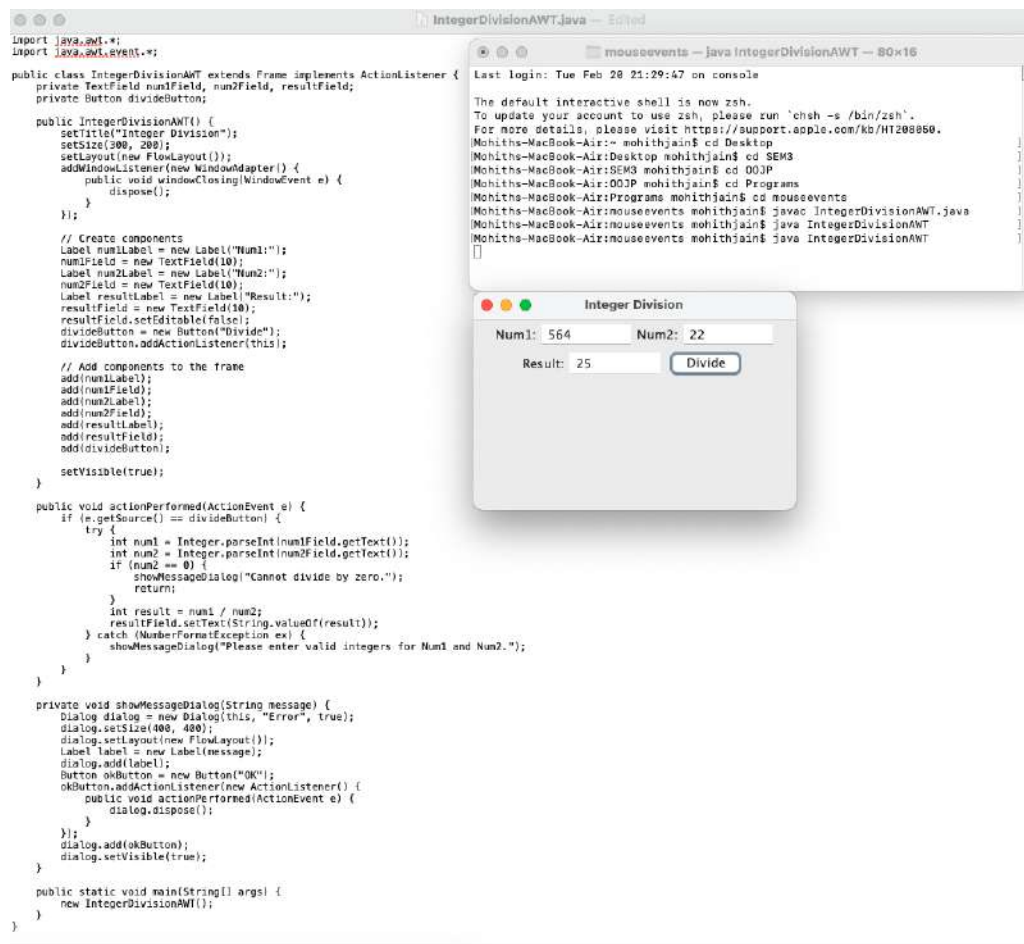 IntegerDivisionAWT.java — Edited
import java.awt.*;
import java.awt.event.*;
public class IntegerDivisionAWT extends Frame implements ActionListener {
private TextField num1Field, num2Field, resultField;
private Button divideButton;
public IntegerDivisionAWT() {
setTitle("Integer Division");
setSize(300, 200);
setLayout(new FlowLayout());
addWindowListener(new WindowAdapter() {
public void windowClosing(WindowEvent e) {
dispose();
}
});
// Create components
Label num1Label = new Label("Num1:");
num1Field = new TextField(10);
Label num2Label = new Label("Num2:");
num2Field = new TextField(10);
Label resultLabel = new Label("Result:");
resultField = new TextField(10);
resultField.setEditable(false);
divideButton = new Button("Divide");
divideButton.addActionListener(this);
// Add components to the frame
add(num1Label);
add(num1Field);
add(num2Label);
add(num2Field);
add(resultLabel);
add(resultField);
add(divideButton);
setVisible(true);
}
public void actionPerformed(ActionEvent e) {
if (e.getSource() == divideButton) {
try {
int num1 = Integer.parseInt(num1Field.getText());
int num2 = Integer.parseInt(num2Field.getText());
if (num2 == 0) {
showMessageDialog("Cannot divide by zero.");
return;
}
int result = num1 / num2;
resultField.setText(String.valueOf(result));
} catch (NumberFormatException ex) {
showMessageDialog("Please enter valid integers for Num1 and Num2.");
}
}
}
private void showMessageDialog(String message) {
Dialog dialog = new Dialog(this, "Error", true);
dialog.setSize(400, 400);
dialog.setLayout(new FlowLayout());
Label label = new Label(message);
dialog.add(label);
Button okButton = new Button("OK");
okButton.addActionListener(new ActionListener() {
public void actionPerformed(ActionEvent e) {
dialog.dispose();
}
});
dialog.add(okButton);
dialog.setVisible(true);
}
public static void main(String[] args) {
new IntegerDivisionAWT();
}
}
mouseevents — java IntegerDivisionAWT — 80×16
Last login: Tue Feb 20 21:29:47 on console
The default interactive shell is now zsh.
To update your account to use zsh, please run `chsh -s /bin/zsh`.
For more details, please visit https://support.apple.com/kb/HT208050.
[Mohiths-MacBook-Air:~ mohithjain$ cd Desktop ]
[Mohiths-MacBook-Air:Desktop mohithjain$ cd SEM3 ]
[Mohiths-MacBook-Air:SEM3 mohithjain$ cd OOJP ]
[Mohiths-MacBook-Air:OOJP mohithjain$ cd Programs ]
[Mohiths-MacBook-Air:Programs mohithjain$ cd mouseevents ]
[Mohiths-MacBook-Air:mouseevents mohithjain$ javac IntegerDivisionAWT.java ]
[Mohiths-MacBook-Air:mouseevents mohithjain$ java IntegerDivisionAWT ]
[Mohiths-MacBook-Air:mouseevents mohithjain$ java IntegerDivisionAWT ]
Integer Division
Num1: 564 Num2: 22
Result: 25 Divide